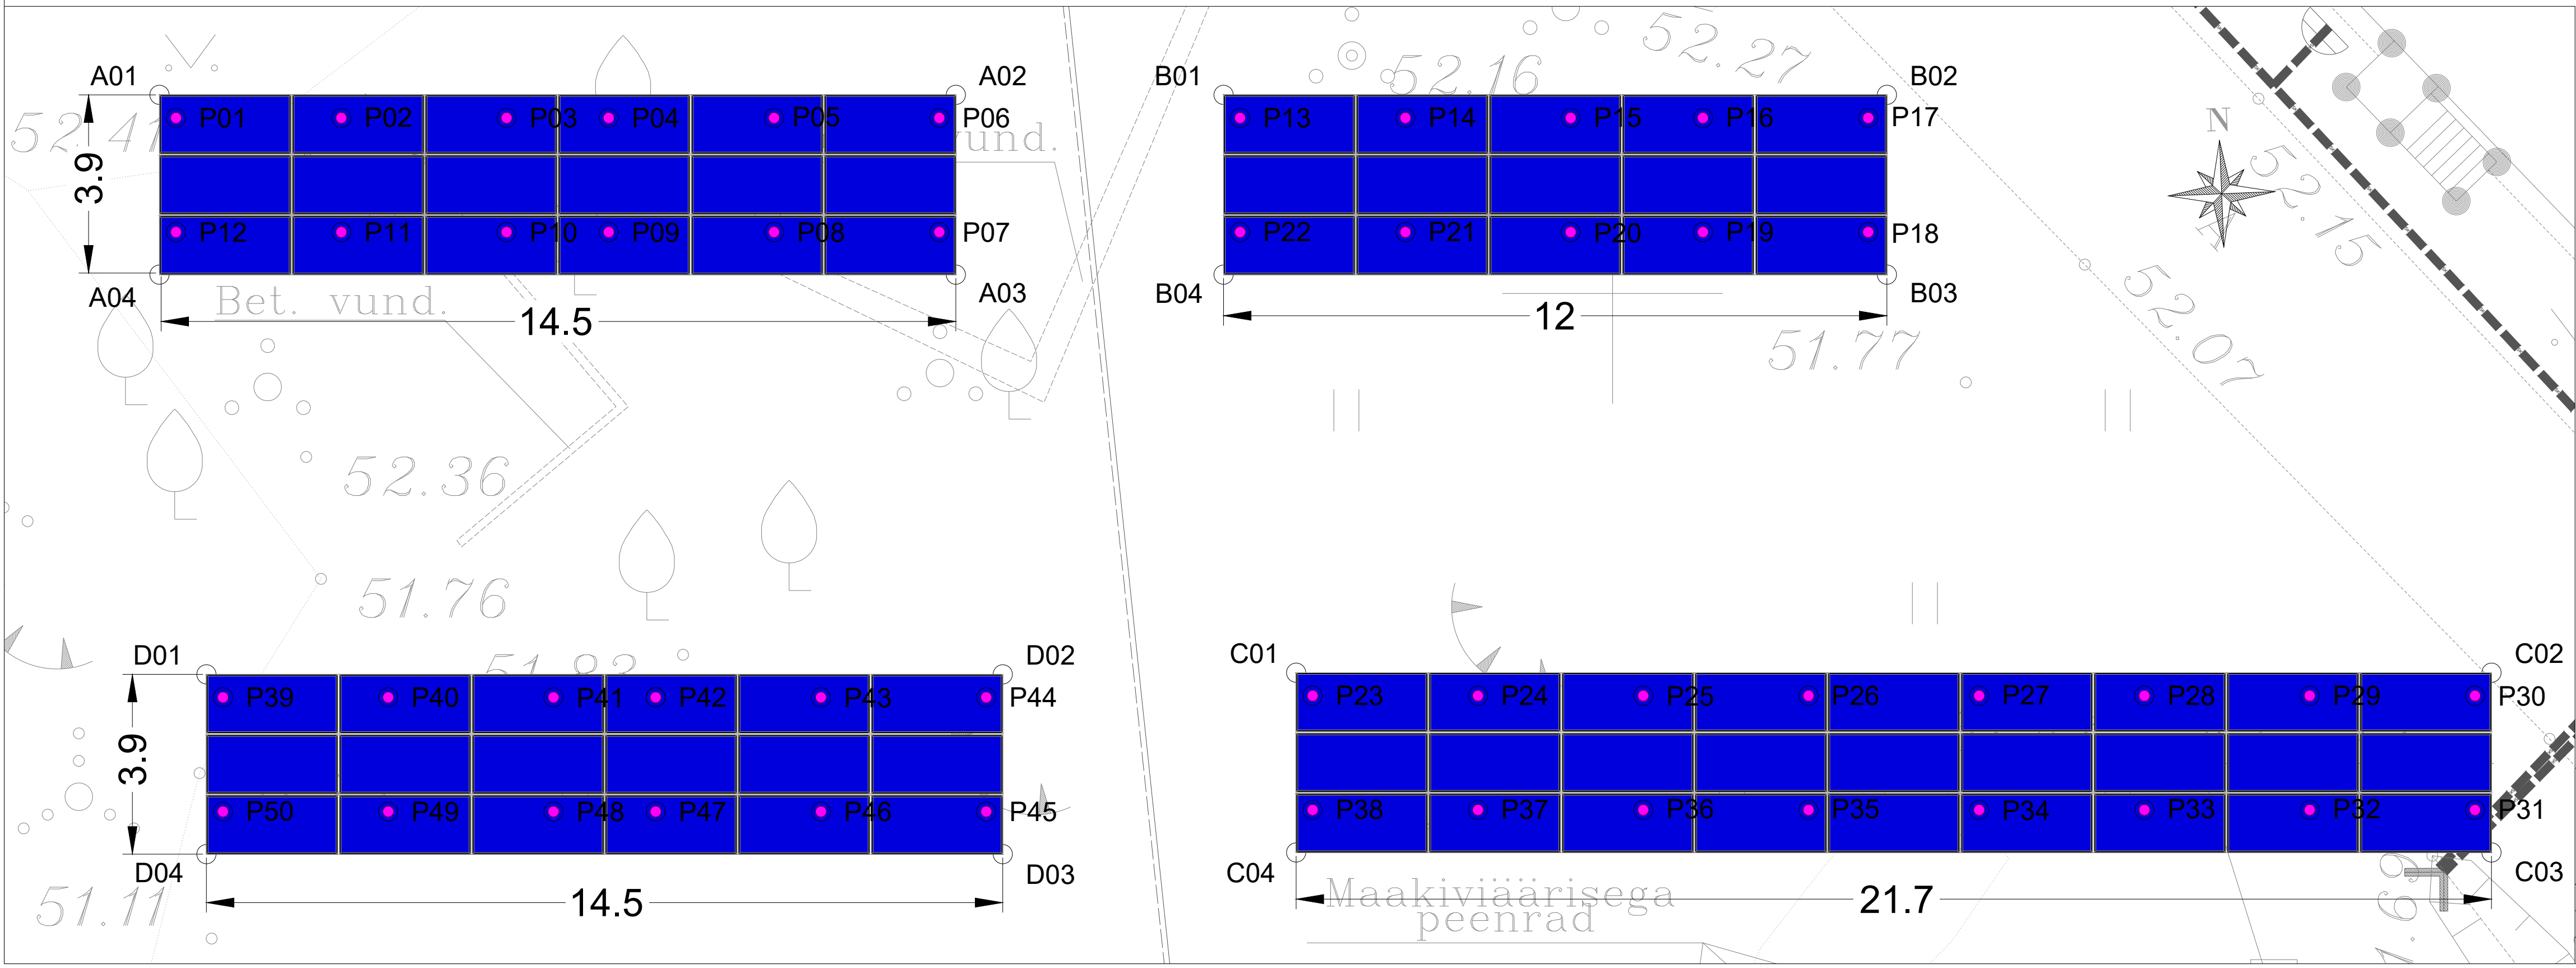 A01
A02
B01
B02
52.16
52.27
N
52.41
P01 P02 P03 P04 P05 P06
P13 P14 P15 P16 P17
vund.
3.9
52.15
P12 P11 P10 P09 P08 P07
P22 P21 P20 P19 P18
A04
A03
B04
B03
Bet. vund.
14.5
12
51.77
52.07
52.36
51.76
D01
D02
C01
C02
P39 P40 P41 P42 P43 P44
P23 P24 P25 P26 P27 P28 P29 P30
3.9
P50 P49 P48 P47 P46 P45
P38 P37 P36 P35 P34 P33 P32 P31
D04
D03
C04
C03
51.11
14.5
Maakiviäärisega
peenrad
21.7